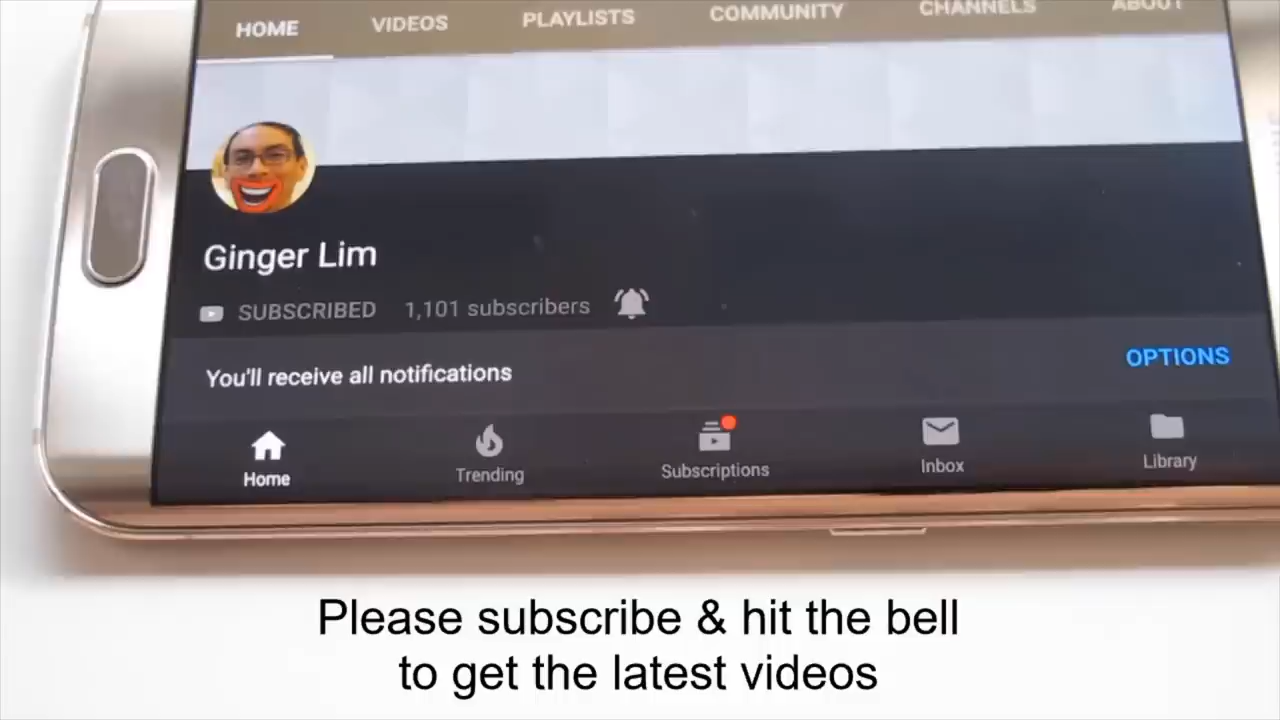 HOME VIDEOS PLAYLISTS COMMUNITY CHANNELS ABOUT
Ginger Lim
SUBSCRIBED 1,101 subscribers
You'll receive all notifications OPTIONS
Home Trending Subscriptions Inbox Library
Please subscribe & hit the bell
to get the latest videos